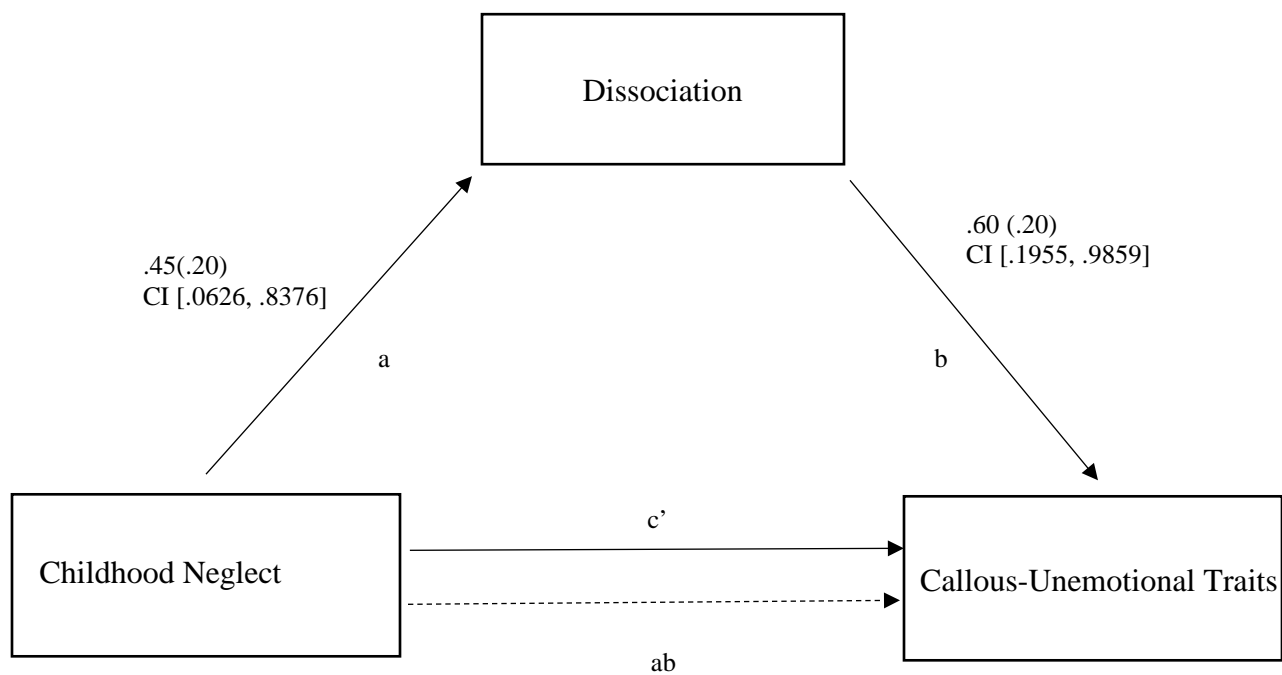 Dissociation
.60 (.20)
CI [.1955, .9859]
.45(.20)
CI [.0626, .8376]
a
b
c’
Childhood Neglect
Callous-Unemotional Traits
ab